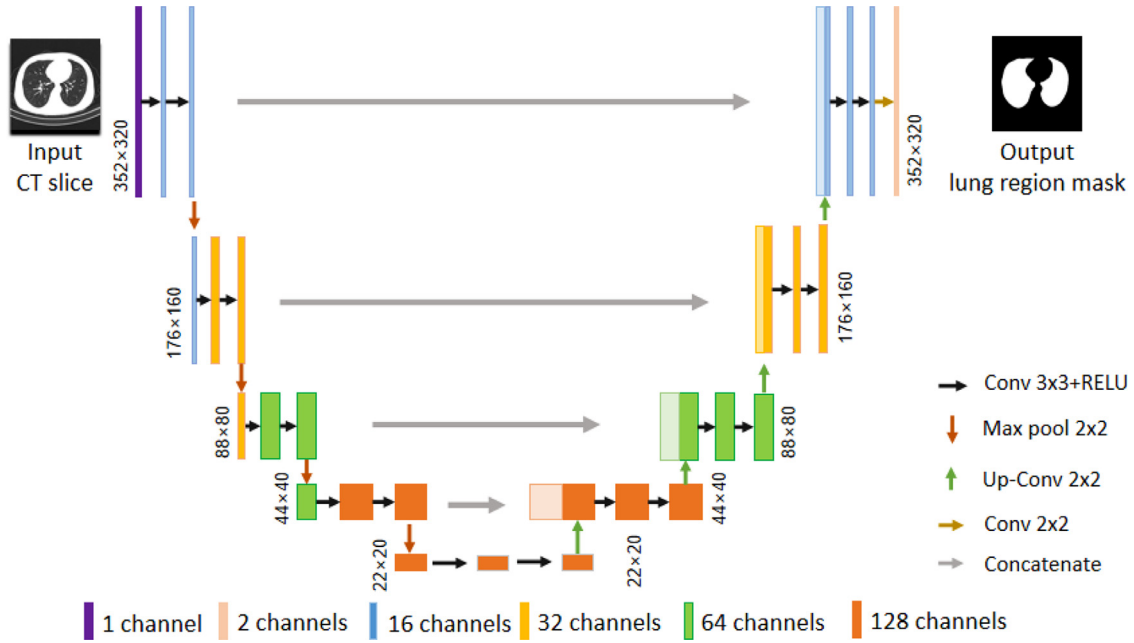 Input
CT slice
352×320
176×160
88×80
44×40
22×20
22×20
44×40
88×80
176×160
352×320
Output
lung region mask
Conv 3x3+RELU
Max pool 2x2
Up-Conv 2x2
Conv 2x2
Concatenate
1 channel
2 channels
16 channels
32 channels
64 channels
128 channels